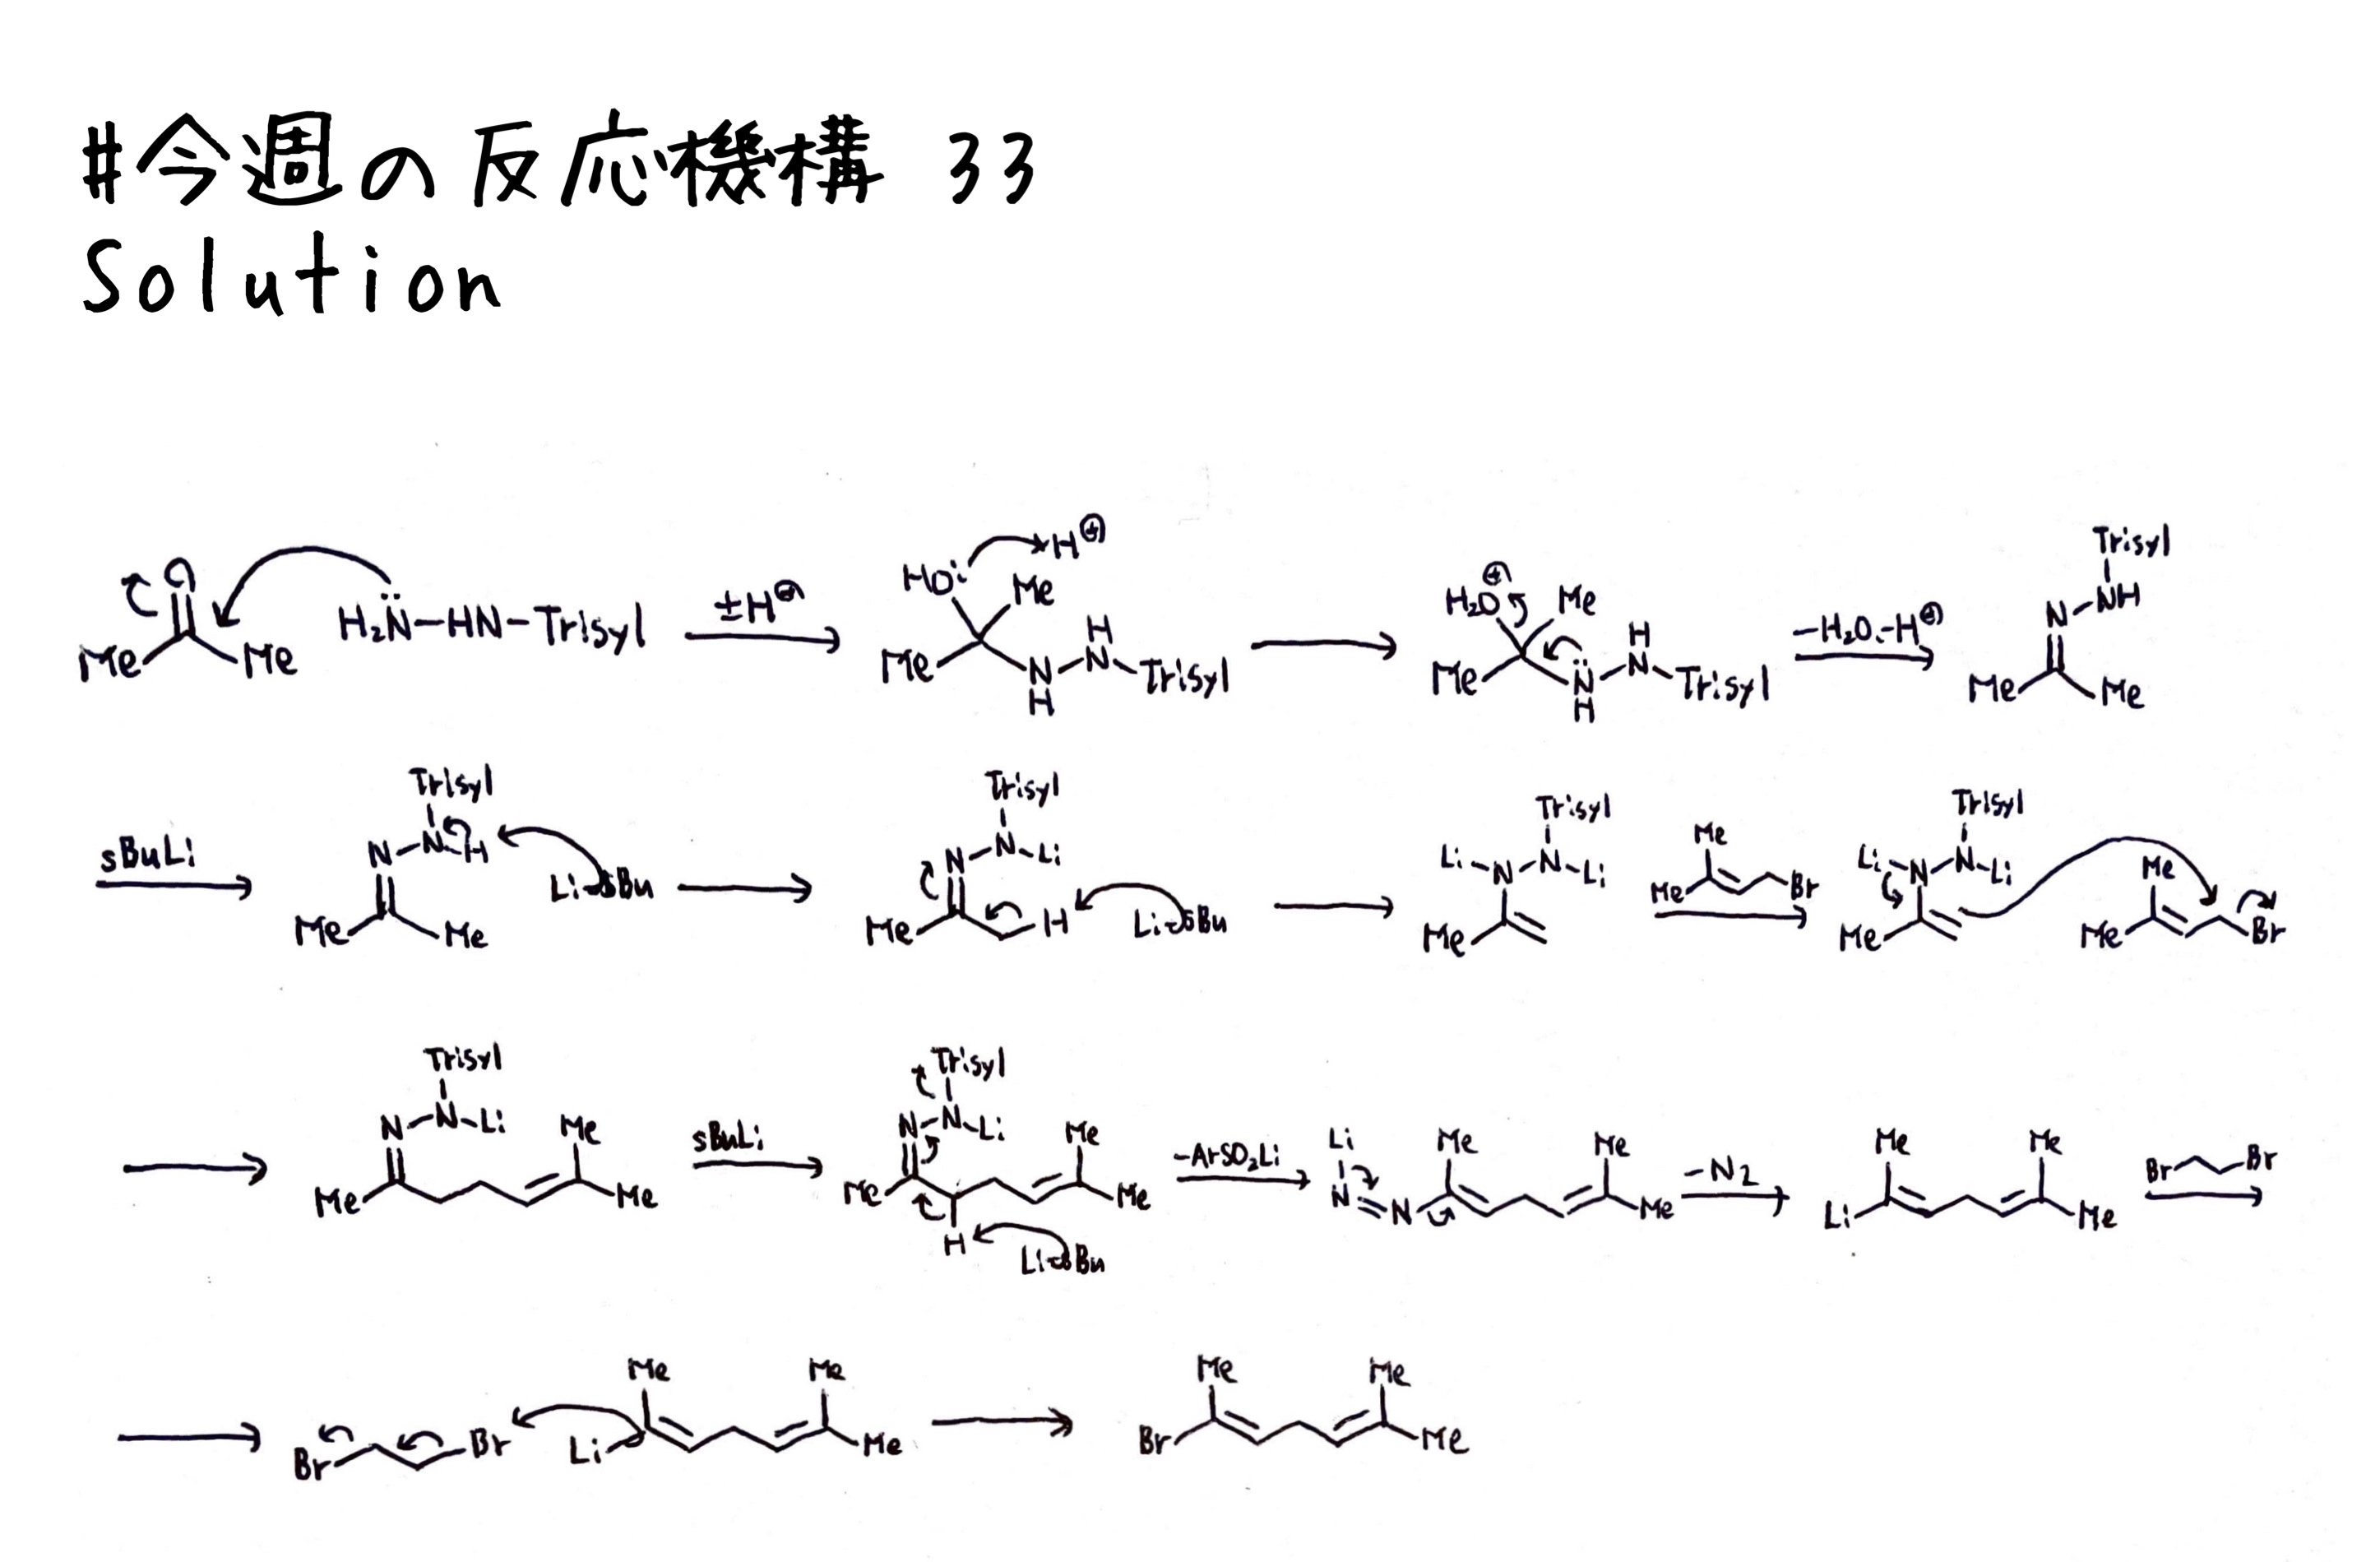 #今週の反応機構 33
Solution
O
Me Me H₂N̈-HN-Trisyl ±H⊕ HO: H⊕ Me Me N H N H Trisyl H₂O⊕ Me Me N̈ H N H Trisyl -H₂O, -H⊕ Trisyl N-NH Me Me
sBuLi Trisyl N-N-H Me Me Li-sBu Trisyl N-N-Li Me H Li-sBu Trisyl Li-N-N-Li Me Me Me Br Trisyl Li-N-N-Li Me Me Me Br
Trisyl N-N-Li Me Me Me sBuLi Trisyl N-N-Li Me H Li-sBu Me Me -ArSO₂Li Li N=N Me Me Me -N₂ Li Me Me Me Br Br
Br Br Li Me Me Me Br Me Me Me